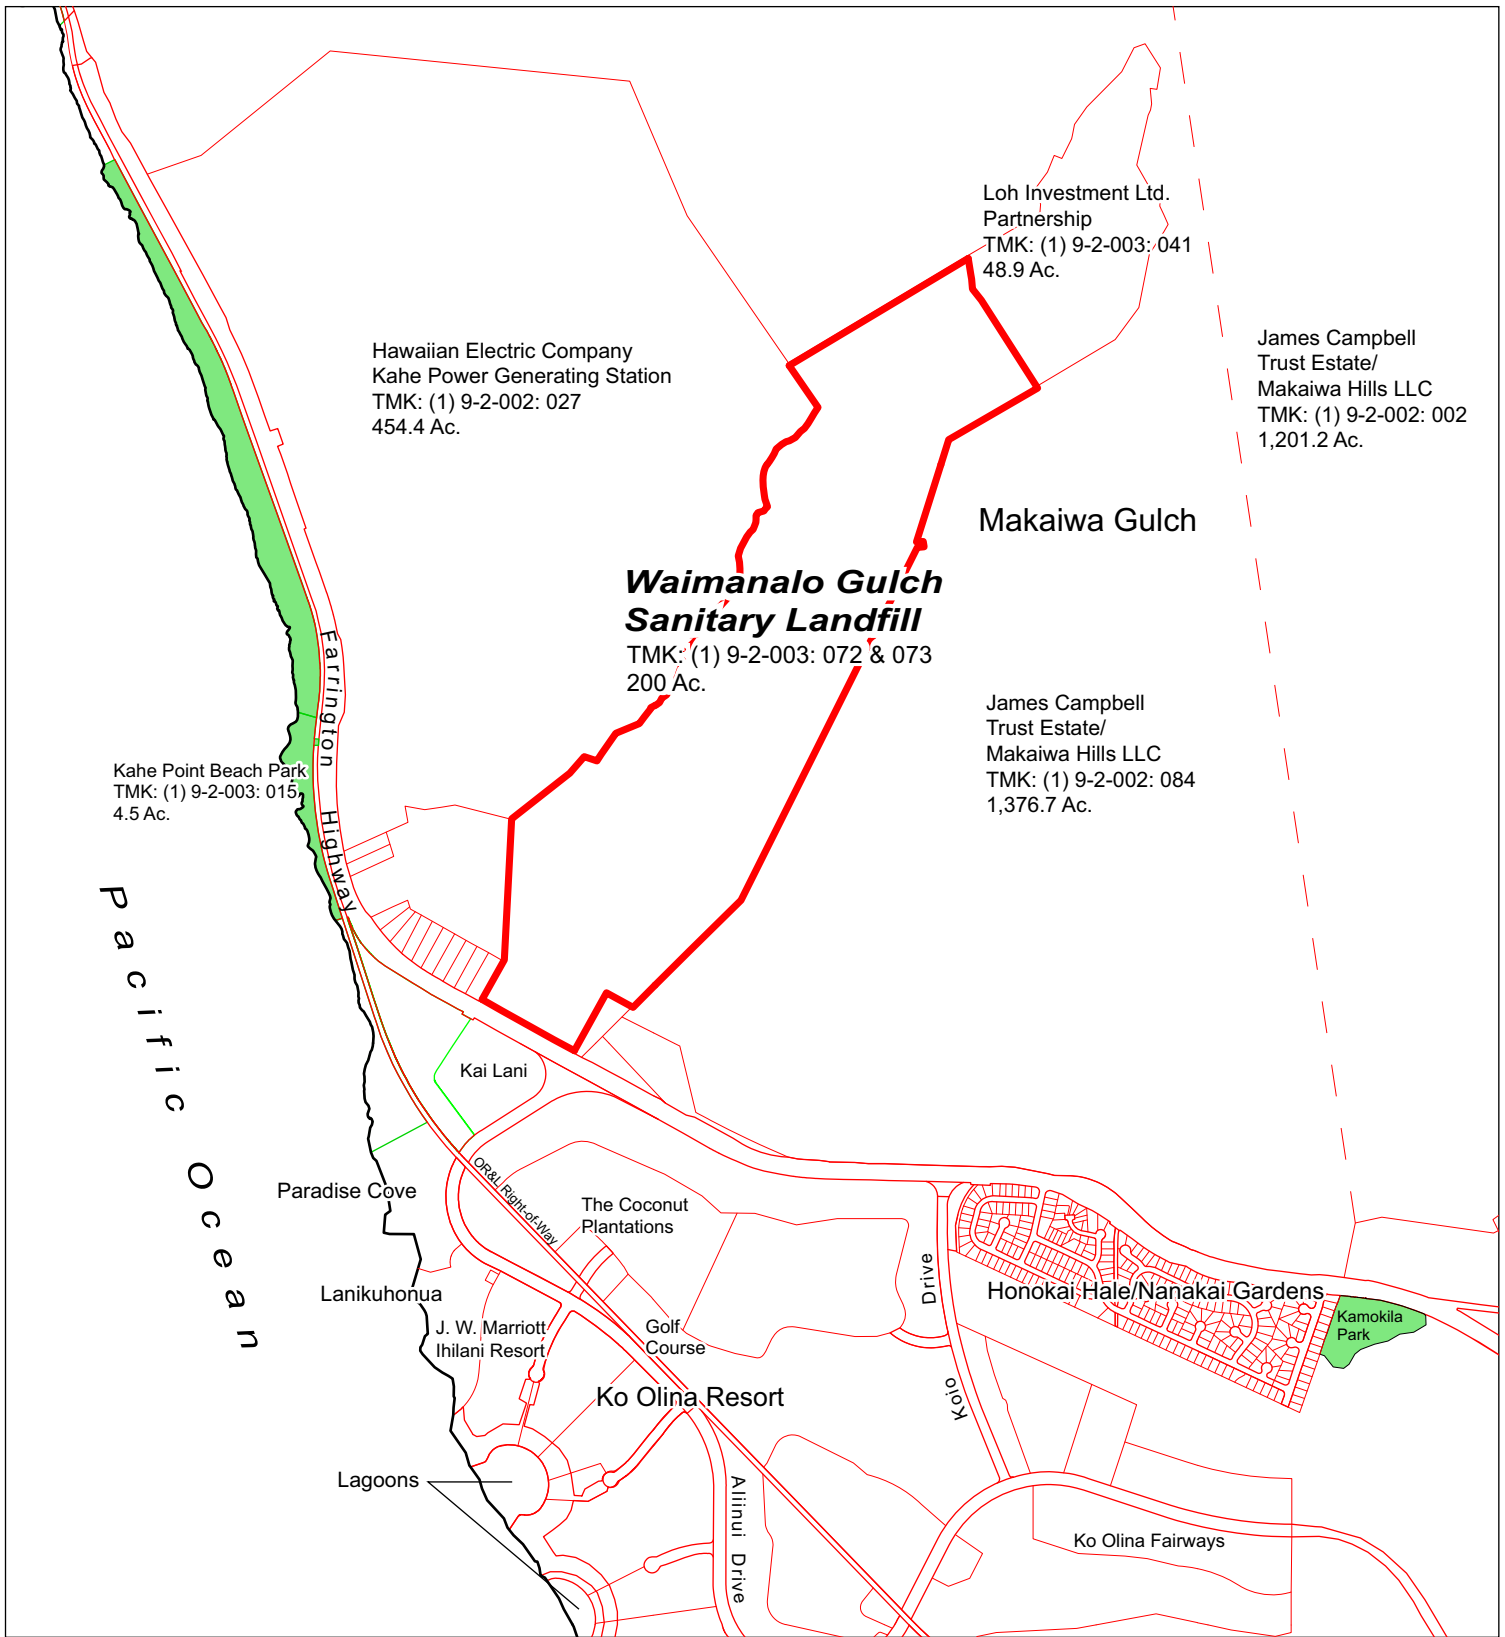 Loh Investment Ltd.
Partnership
TMK: (1) 9-2-003: 041
48.9 Ac.
Hawaiian Electric Company
Kahe Power Generating Station
TMK: (1) 9-2-002: 027
454.4 Ac.
James Campbell
Trust Estate/
Makaiwa Hills LLC
TMK: (1) 9-2-002: 002
1,201.2 Ac.
Makaiwa Gulch
Waimanalo Gulch
Sanitary Landfill
TMK: (1) 9-2-003: 072 & 073
200 Ac.
James Campbell
Trust Estate/
Makaiwa Hills LLC
TMK: (1) 9-2-002: 084
1,376.7 Ac.
Farrington Highway
Kahe Point Beach Park
TMK: (1) 9-2-003: 015
4.5 Ac.
Pacific Ocean
Kai Lani
OR&L Right-of-Way
Paradise Cove
The Coconut
Plantations
Lanikuhonua
J. W. Marriott
Ihilani Resort
Golf
Course
Koio Drive
Honokai Hale/Nanakai Gardens
Kamokila
Park
Ko Olina Resort
Lagoons
Aliinui Drive
Ko Olina Fairways